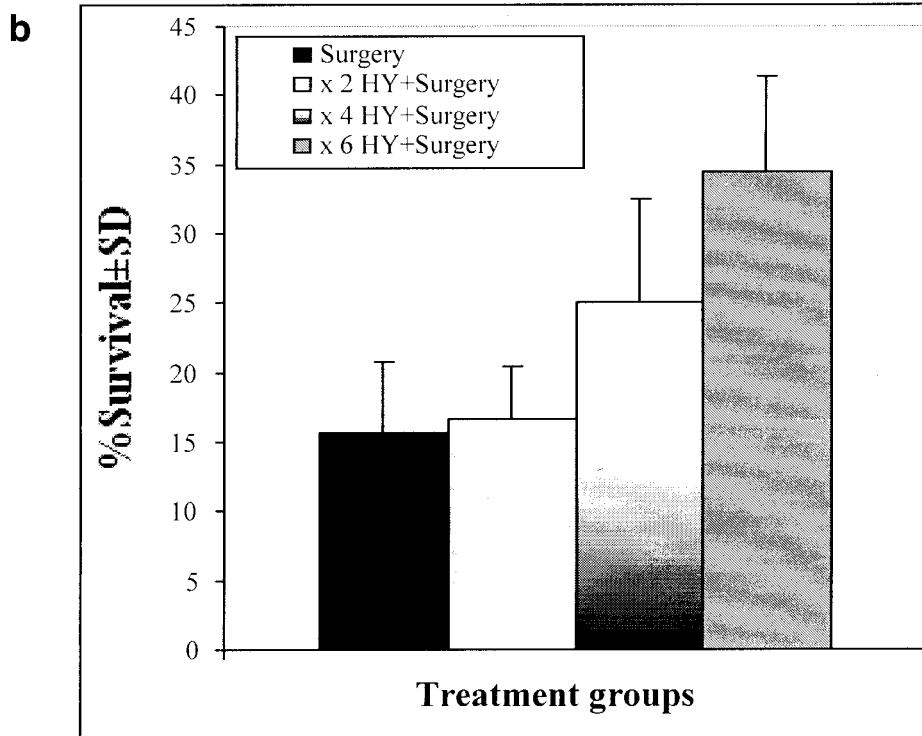 b
45
40
35
30
25
20
15
10
5
0
%Survival±SD
Surgery
x 2 HY+Surgery
x 4 HY+Surgery
x 6 HY+Surgery
Treatment groups